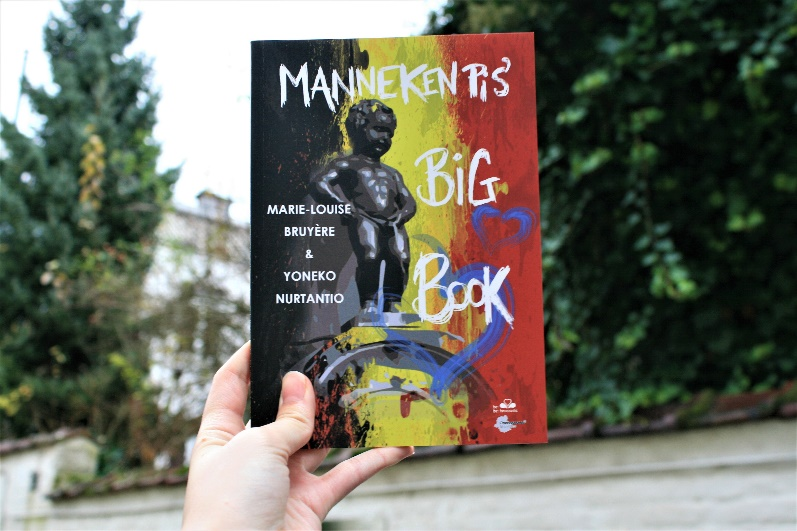 MANNEKEN PiS'
BiG
BOOK
MARIE-LOUISE
BRUYÈRE
&
YONEKO
NURTANTIO